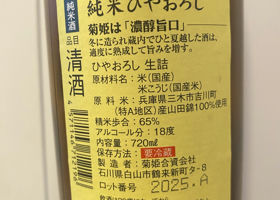 純米酒
純米ひやおろし
菊姫は「濃醇旨口」
冬に造られ蔵内でひと夏越した酒は、
適度に熟成して旨みを増す。
ひやおろし 生詰
品目
清酒
原材料名:米(国産)
米こうじ(国産米)
原料米:兵庫県三木市吉川町
(特A地区)産山田錦100%使用
精米歩合:65%
アルコール分:18度
内容量:720ml
保存方法:要冷蔵
製造者:菊姫合資会社
石川県白山市鶴来新町タ-8
ロット番号 2025.A